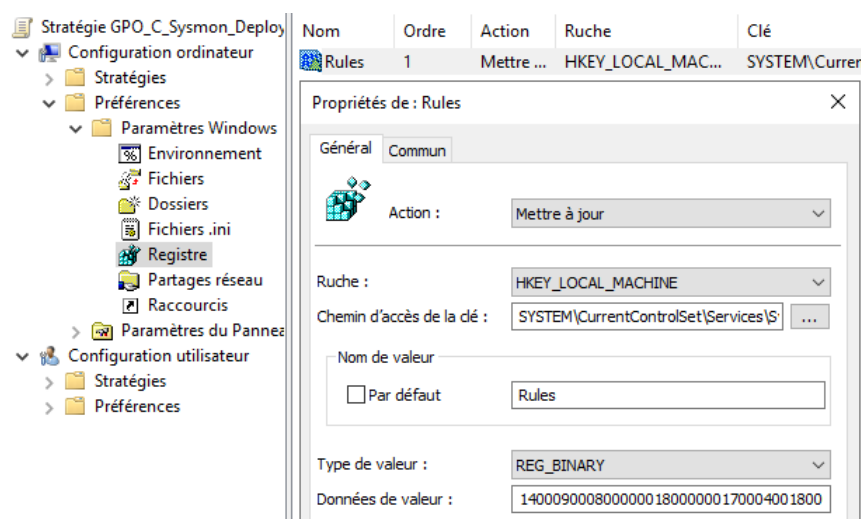 Stratégie GPO_C_Sysmon_Deploy
Configuration ordinateur
Stratégies
Préférences
Paramètres Windows
Environnement
Fichiers
Dossiers
Fichiers .ini
Registre
Partages réseau
Raccourcis
Paramètres du Pannea
Configuration utilisateur
Stratégies
Préférences
Nom Ordre Action Ruche Clé
Rules 1 Mettre ... HKEY_LOCAL_MAC... SYSTEM\Currer
Propriétés de : Rules
Général Commun
Action : Mettre à jour
Ruche : HKEY_LOCAL_MACHINE
Chemin d'accès de la clé : SYSTEM\CurrentControlSet\Services\S ...
Nom de valeur
Par défaut Rules
Type de valeur : REG_BINARY
Données de valeur : 140009000800000018000000170004001800